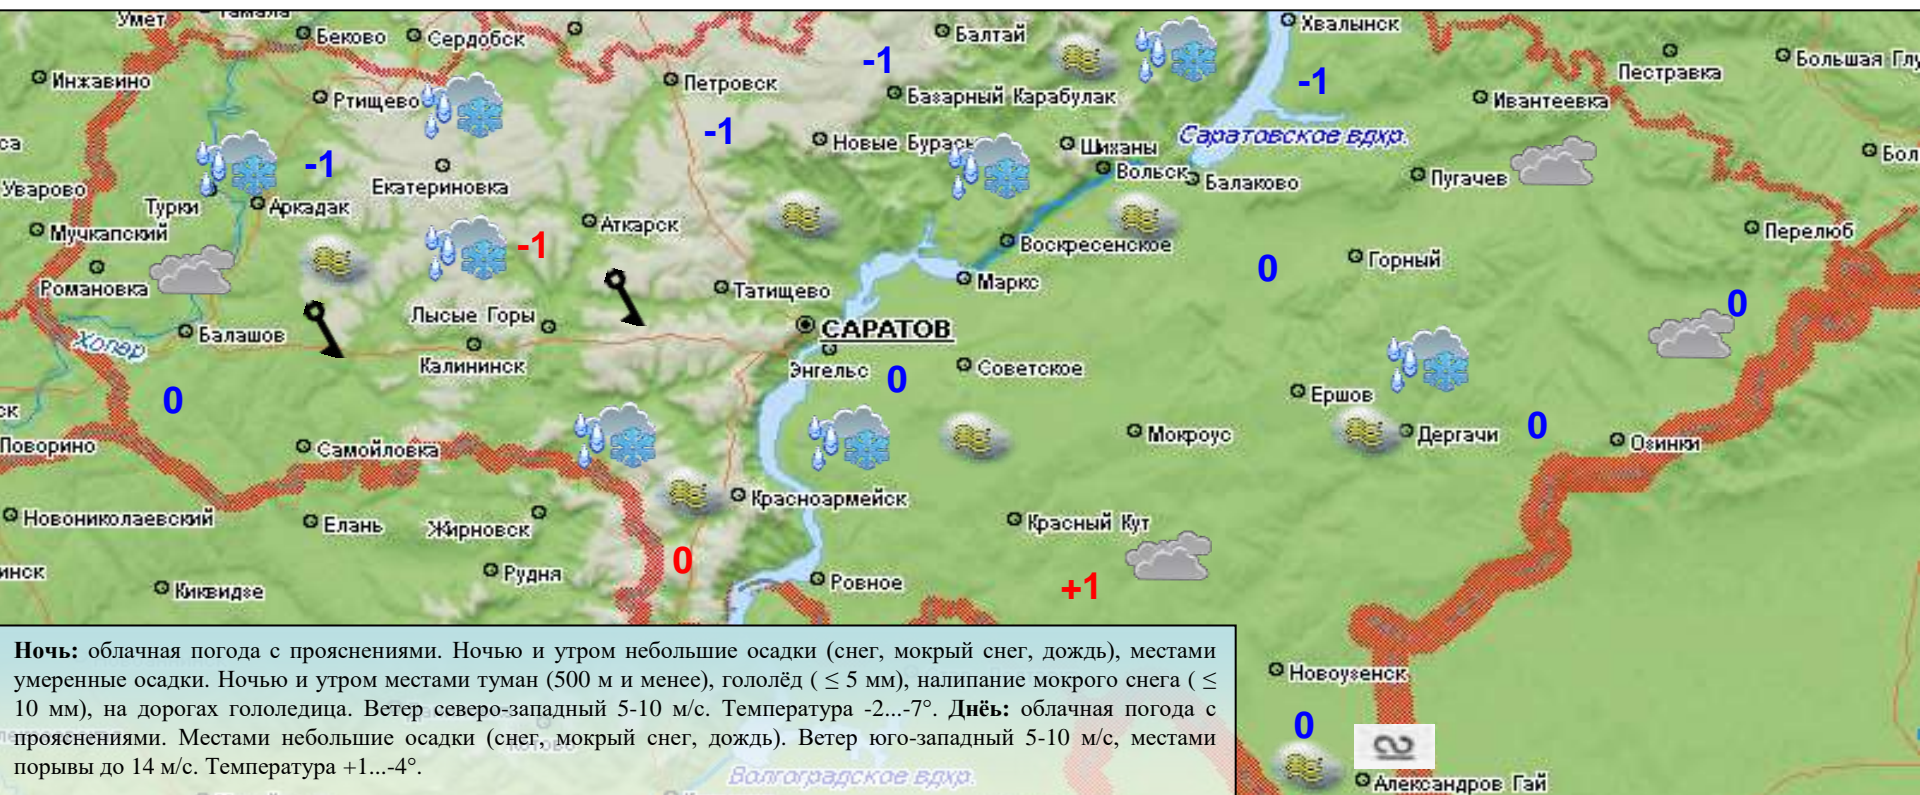 Умет
Тамала
Беково
Сердобск
Балтай
Хвалынск
Инжавино
Ртищево
Петровск
-1
Базарный Карабулак
-1
Ивантеевка
Пестравка
Большая Глу
са
-1
-1
Новые Бурасы
Шиханы
Саратовское вдхр.
Вольск
Балаково
Пугачев
Бол
Уварово
Турки
Аркадак
Екатериновка
Мучкапский
Аткарск
-1
Воскресенское
Перелюб
Романовка
Татищево
Маркс
0
Горный
0
Хопер
Балашов
Лысые Горы
САРАТОВ
Калининск
Энгельс
0
Советское
0
Ершов
ск
Поворино
Самойловка
Мокроус
Дергачи
0
Озинки
Новониколаевский
Елань
Жирновск
Красноармейск
Красный Кут
инск
Киквидзе
Рудня
0
Ровное
+1
Ночь: облачная погода с прояснениями. Ночью и утром небольшие осадки (снег, мокрый снег, дождь), местами
умеренные осадки. Ночью и утром местами туман (500 м и менее), гололёд ( ≤ 5 мм), налипание мокрого снега ( ≤
10 мм), на дорогах гололедица. Ветер северо-западный 5-10 м/с. Температура -2...-7°. Днёь: облачная погода с
прояснениями. Местами небольшие осадки (снег, мокрый снег, дождь). Ветер юго-западный 5-10 м/с, местами
порывы до 14 м/с. Температура +1...-4°.
Волгоградское вдхр.
Новоузенск
0
Александров Гай